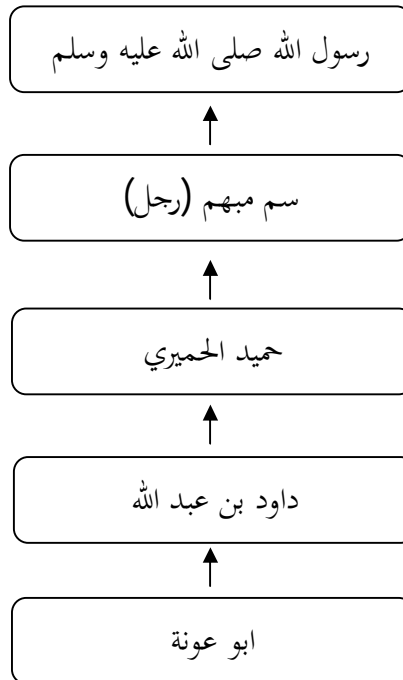 رسول الله صلى الله عليه وسلم
سم مبهم (رجل)
حميد الحميري
داود بن عبد الله
ابو عونة